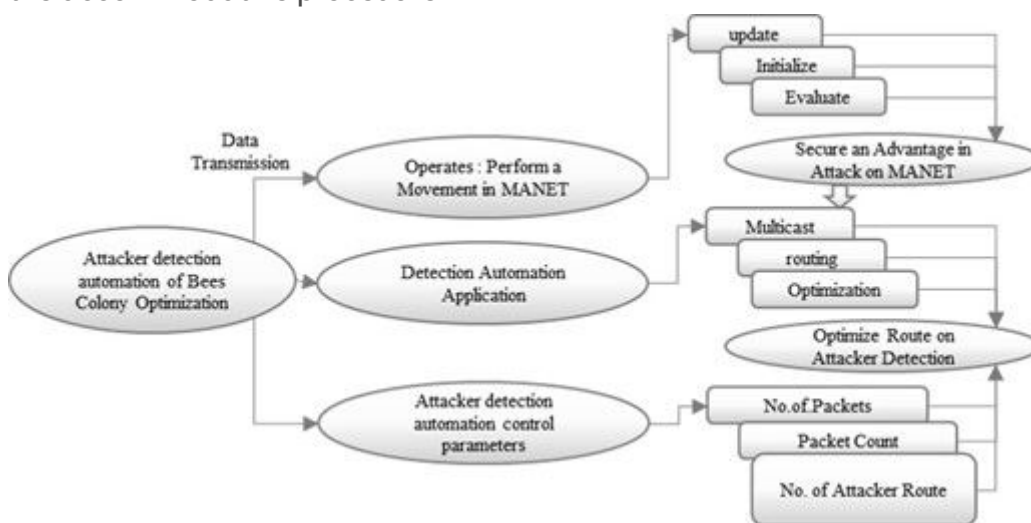 update
Initialize
Evaluate
Data
Transmission
Operates : Perform a
Movement in MANET
Secure an Advantage in
Attack on MANET
Attacker detection
automation of Bees
Colony Optimization
Detection Automation
Application
Multicast
routing
Optimization
Optimize Route on
Attacker Detection
Attacker detection
automation control
parameters
No.of.Packets
Packet Count
No. of Attacker Route